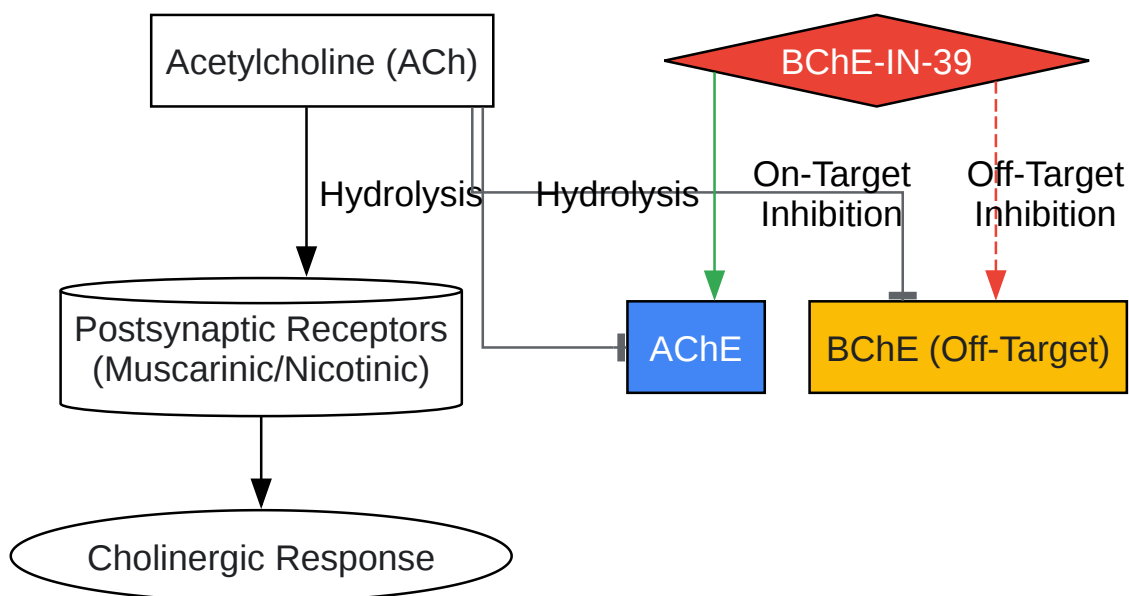 Acetylcholine (ACh)
BChE-IN-39
Hydrolysis
Hydrolysis
On-Target
Inhibition
Off-Target
Inhibition
Postsynaptic Receptors
(Muscarinic/Nicotinic)
AChE
BChE (Off-Target)
Cholinergic Response